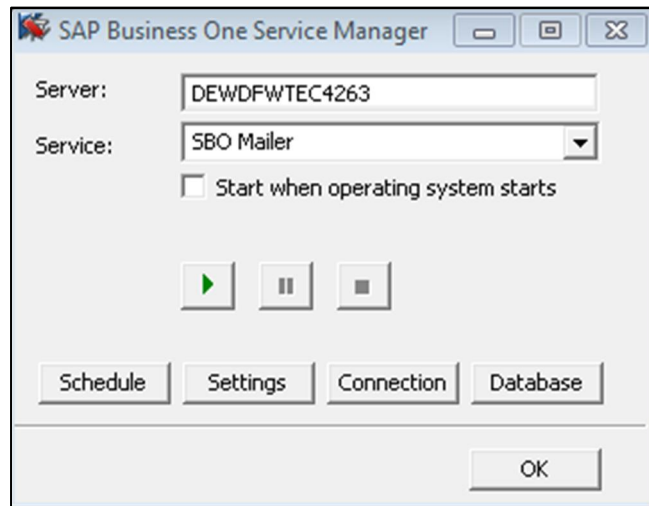 SAP Business One Service Manager
Server: DEWDFWTEC4263
Service: SBO Mailer
Start when operating system starts
Schedule Settings Connection Database
OK